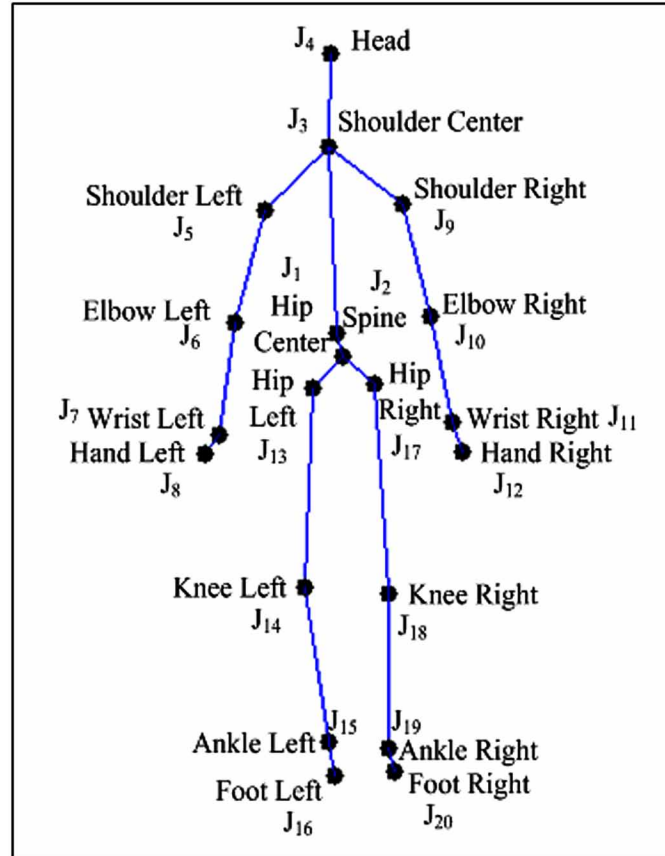 J₄ Head
J₃ Shoulder Center
Shoulder Left
J₅
Shoulder Right
J₉
J₁
Hip
Center
J₂
Spine
Elbow Left
J₆
Elbow Right
J₁₀
Hip
Left
J₁₃
Hip
Right
J₁₇
J₇ Wrist Left
Hand Left
J₈
Wrist Right J₁₁
Hand Right
J₁₂
Knee Left
J₁₄
Knee Right
J₁₈
J₁₅
Ankle Left
Foot Left
J₁₆
J₁₉
Ankle Right
Foot Right
J₂₀